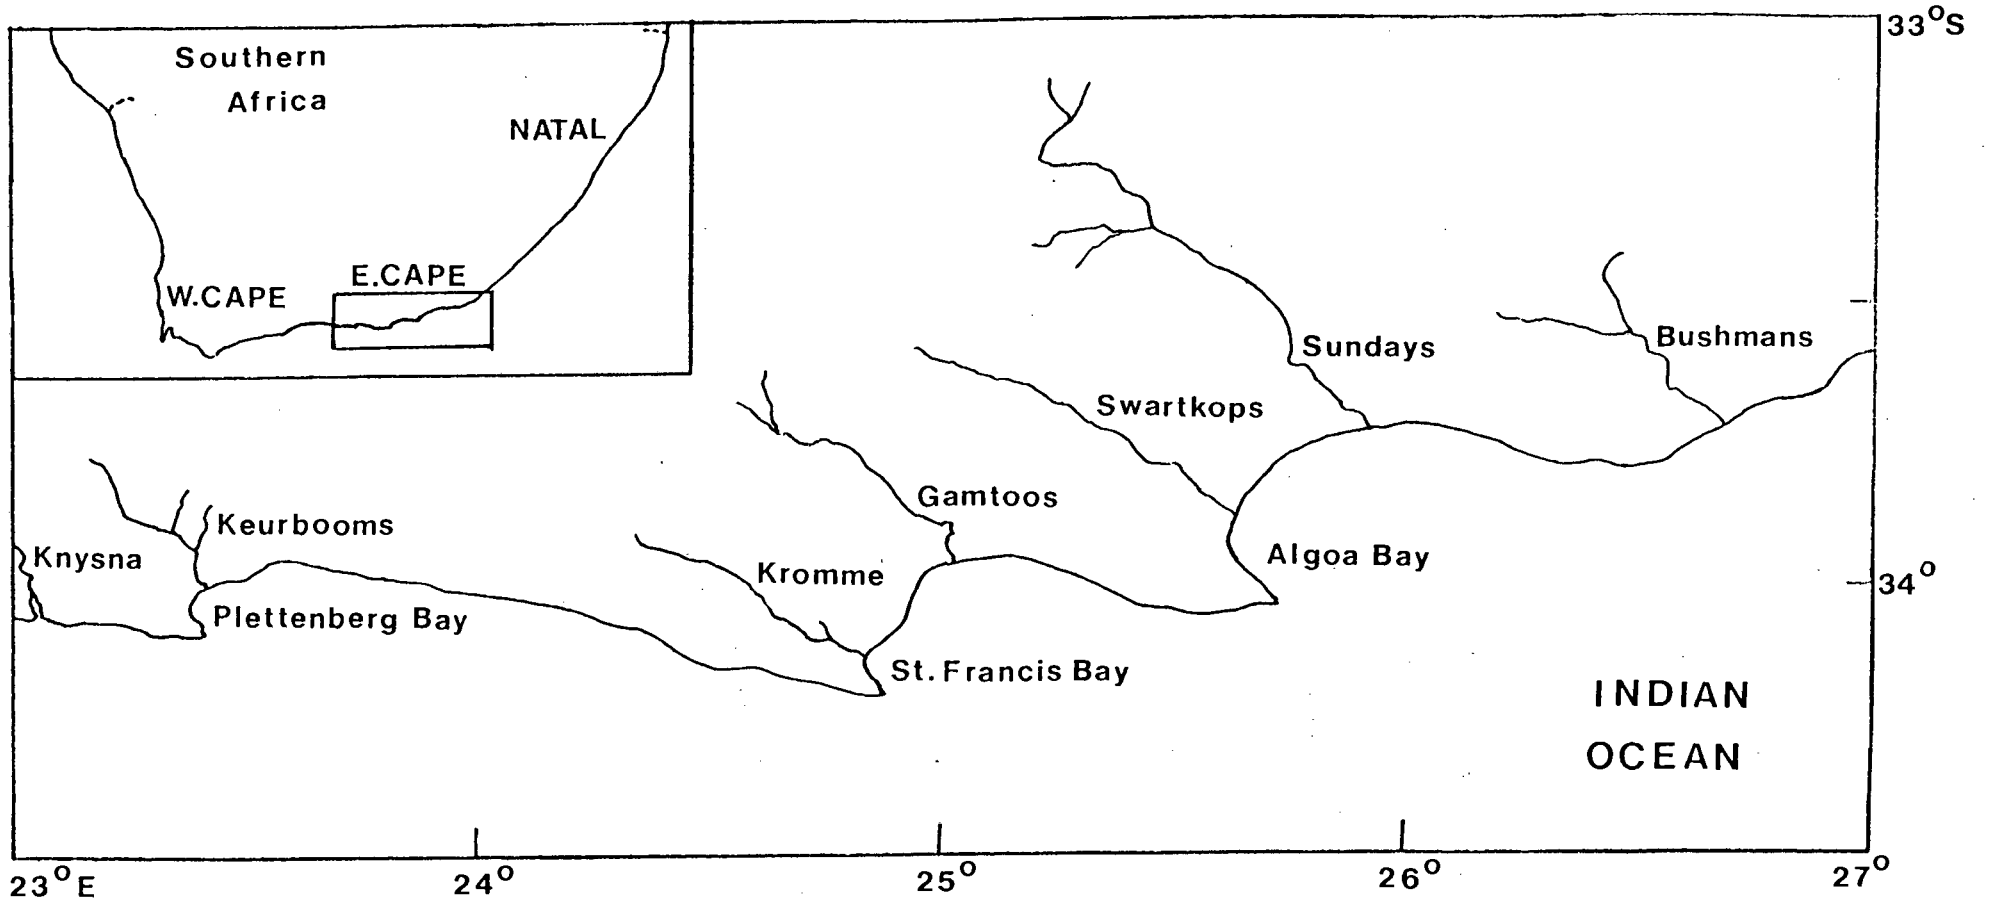 33°S
Southern
Africa
NATAL
E.CAPE
W.CAPE
Sundays
Bushmans
Swartkops
Gamtoos
Keurbooms
Knysna
Kromme
Algoa Bay
34°
Plettenberg Bay
St. Francis Bay
INDIAN
OCEAN
23°E
24°
25°
26°
27°